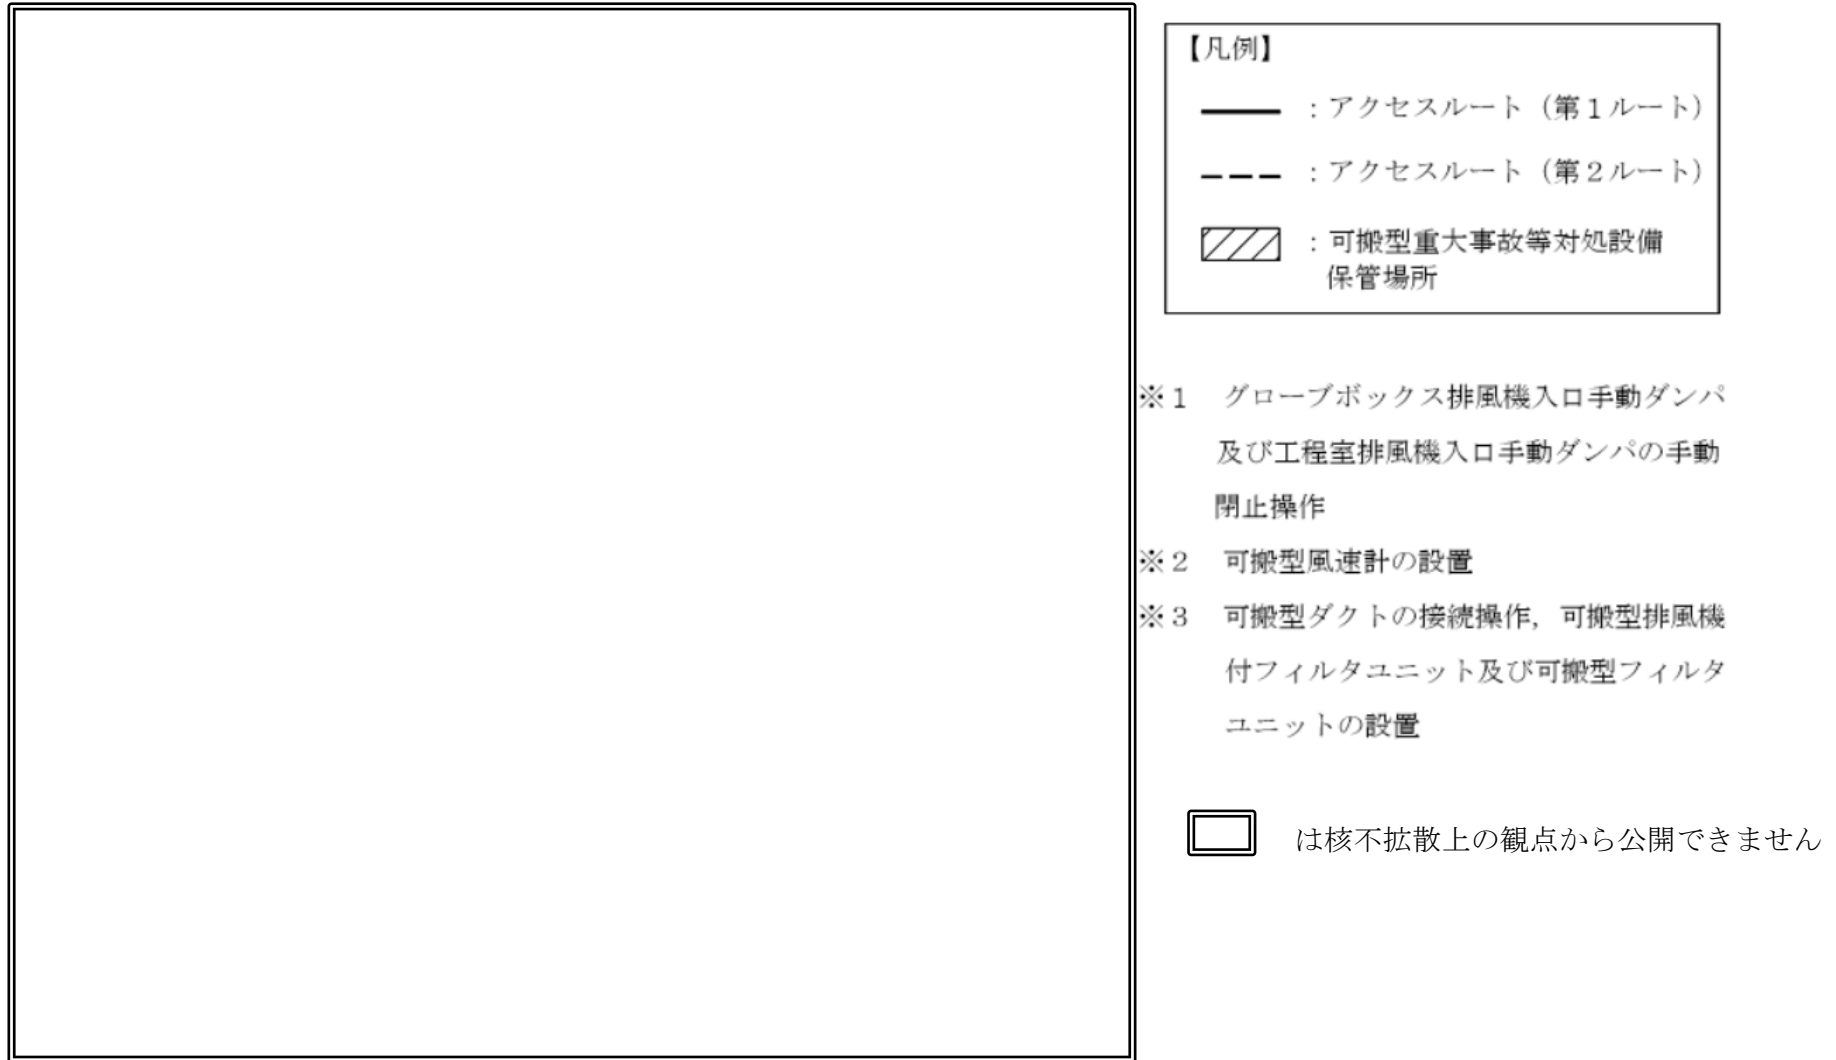 【凡例】
：アクセスルート（第１ルート）
：アクセスルート（第２ルート）
：可搬型重大事故等対処設備
保管場所
※１　グローブボックス排風機入口手動ダンパ
及び工程室排風機入口手動ダンパの手動
閉止操作
※２　可搬型風速計の設置
※３　可搬型ダクトの接続操作，可搬型排風機
付フィルタユニット及び可搬型フィルタ
ユニットの設置
は核不拡散上の観点から公開できません